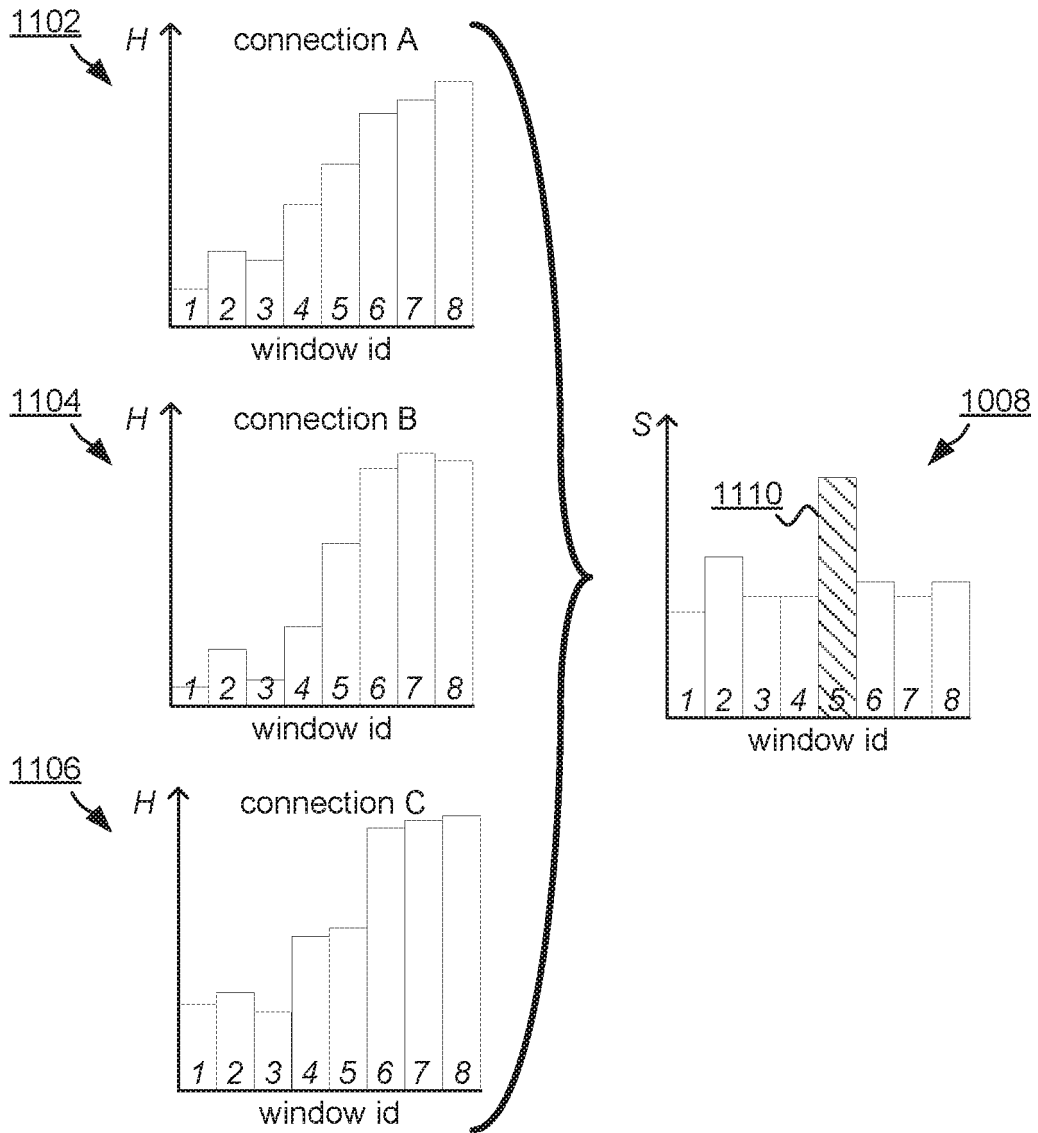 1102
H
connection A
1 2 3 4 5 6 7 8
window id
1104
H
connection B
1 2 3 4 5 6 7 8
window id
1106
H
connection C
1 2 3 4 5 6 7 8
window id
S
1008
1110
1 2 3 4 5 6 7 8
window id